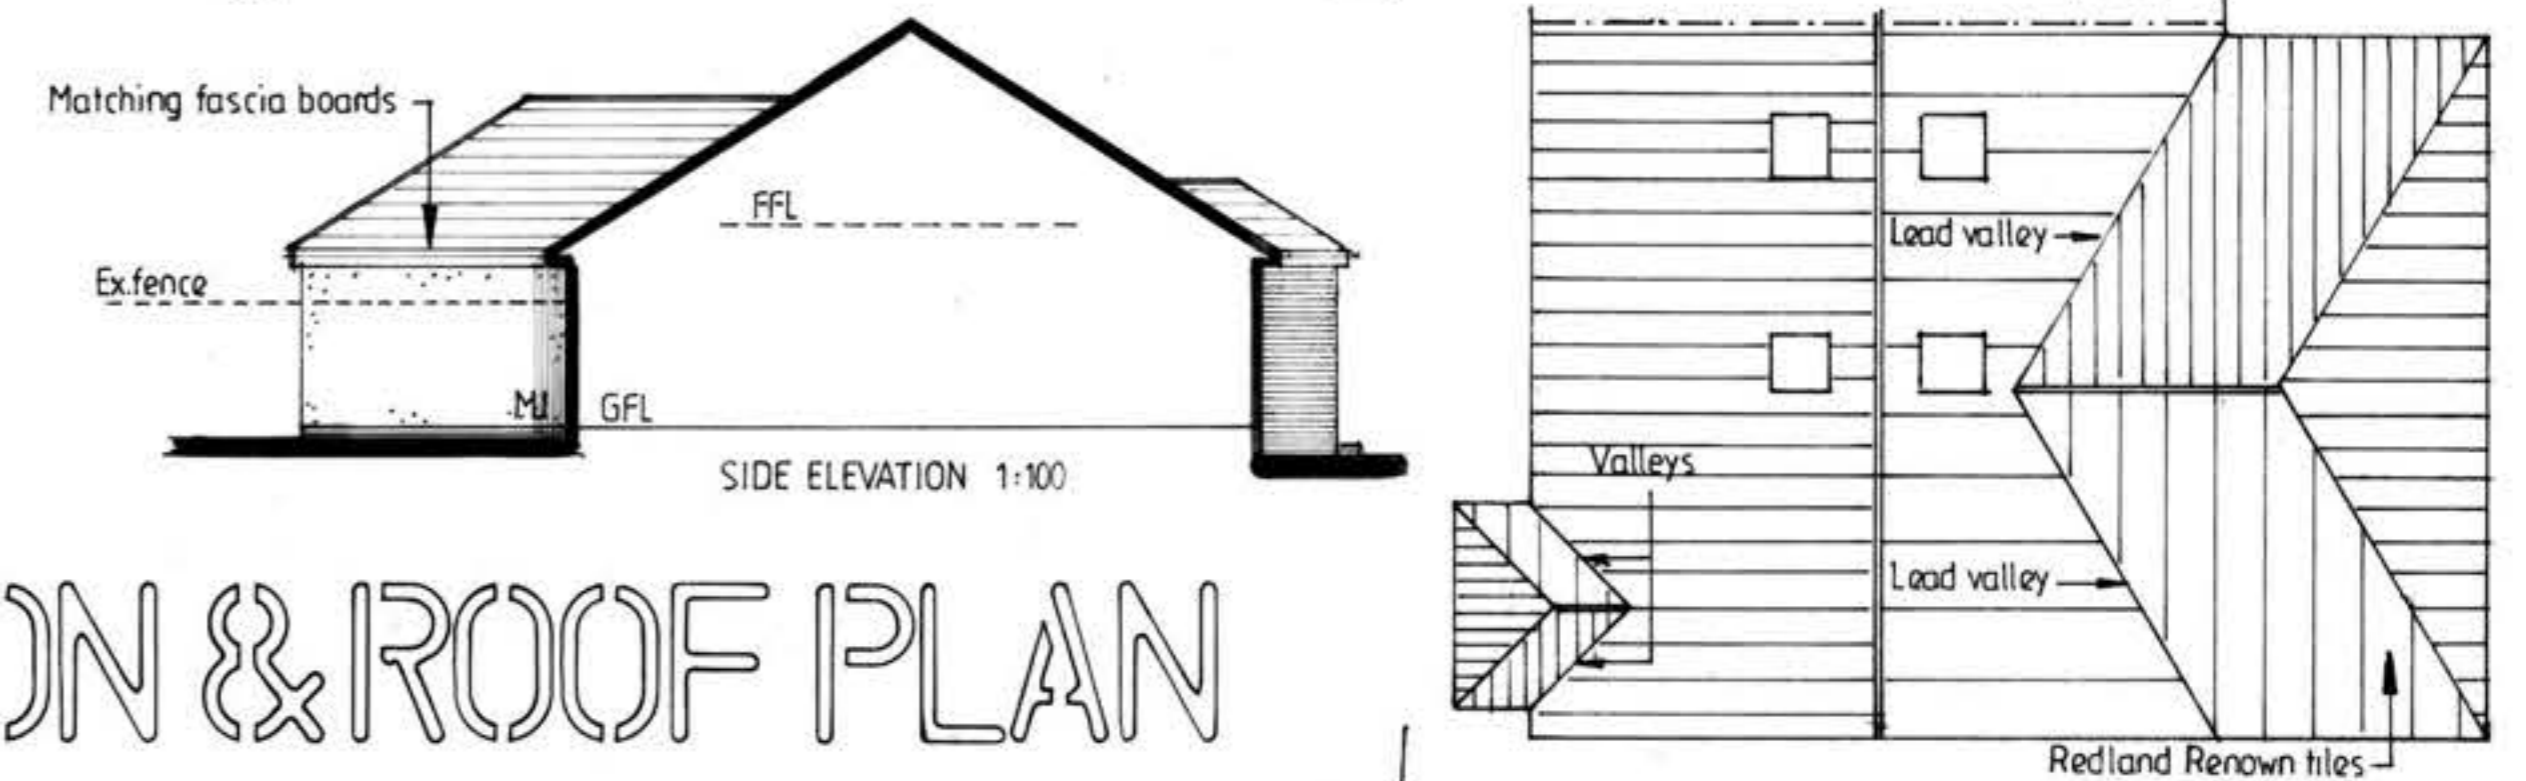 Matching fascia boards
FFL
Ex.fence
MJ
GFL
SIDE ELEVATION 1:100
ON & ROOF PLAN
Lead valley
Valleys
Lead valley
Redland Renown tiles